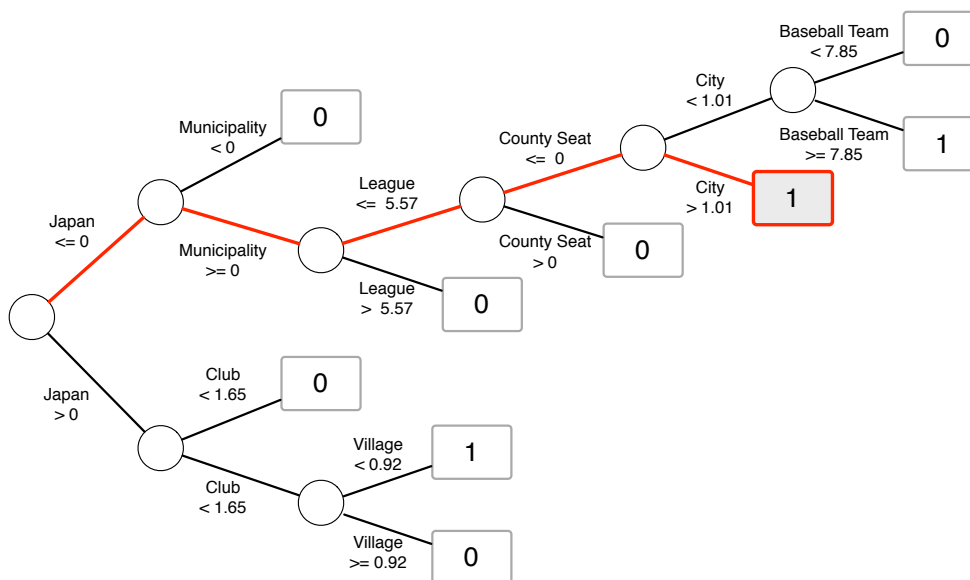 Baseball Team
< 7.85
0
City
< 1.01
Municipality
< 0
0
County Seat
<= 0
Baseball Team
>= 7.85
1
League
<= 5.57
City
> 1.01
1
Japan
<= 0
Municipality
>= 0
County Seat
> 0
0
League
> 5.57
0
Japan
> 0
Club
< 1.65
0
Village
< 0.92
1
Club
< 1.65
Village
>= 0.92
0